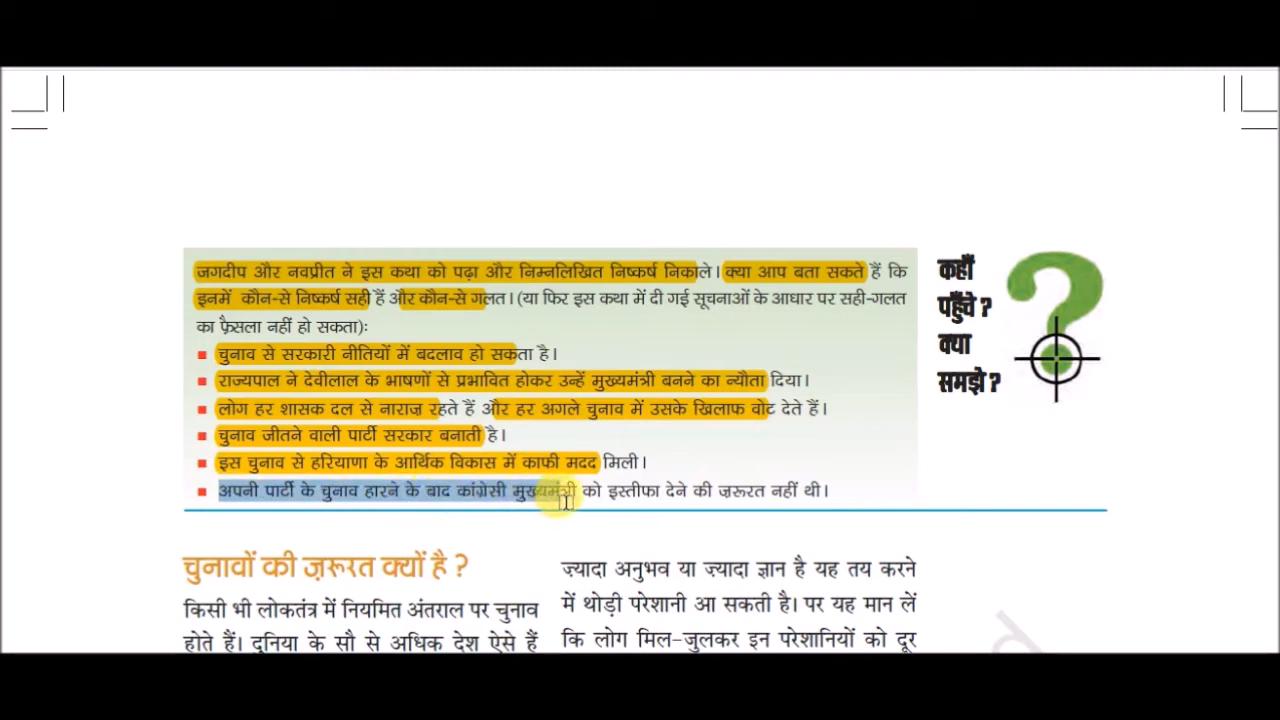 जगदीप और नवप्रीत ने इस कथा को पढ़ा और निम्नलिखित निष्कर्ष निकाले। क्या आप बता सकते हैं कि
इनमें कौन-से निष्कर्ष सही हैं और कौन-से गलत। (या फिर इस कथा में दी गई सूचनाओं के आधार पर सही-गलत
का फ़ैसला नहीं हो सकता):
▪ चुनाव से सरकारी नीतियों में बदलाव हो सकता है।
▪ राज्यपाल ने देवीलाल के भाषणों से प्रभावित होकर उन्हें मुख्यमंत्री बनने का न्यौता दिया।
▪ लोग हर शासक दल से नाराज़ रहते हैं और हर अगले चुनाव में उसके खिलाफ वोट देते हैं।
▪ चुनाव जीतने वाली पार्टी सरकार बनाती है।
▪ इस चुनाव से हरियाणा के आर्थिक विकास में काफी मदद मिली।
▪ अपनी पार्टी के चुनाव हारने के बाद कांग्रेसी मुख्यमंत्री को इस्तीफा देने की ज़रूरत नहीं थी।
कहाँ
पहुँचे?
क्या
समझे?
चुनावों की ज़रूरत क्यों है?
किसी भी लोकतंत्र में नियमित अंतराल पर चुनाव
होते हैं। दुनिया के सौ से अधिक देश ऐसे हैं
ज़्यादा अनुभव या ज़्यादा ज्ञान है यह तय करने
में थोड़ी परेशानी आ सकती है। पर यह मान लें
कि लोग मिल-जुलकर इन परेशानियों को दूर